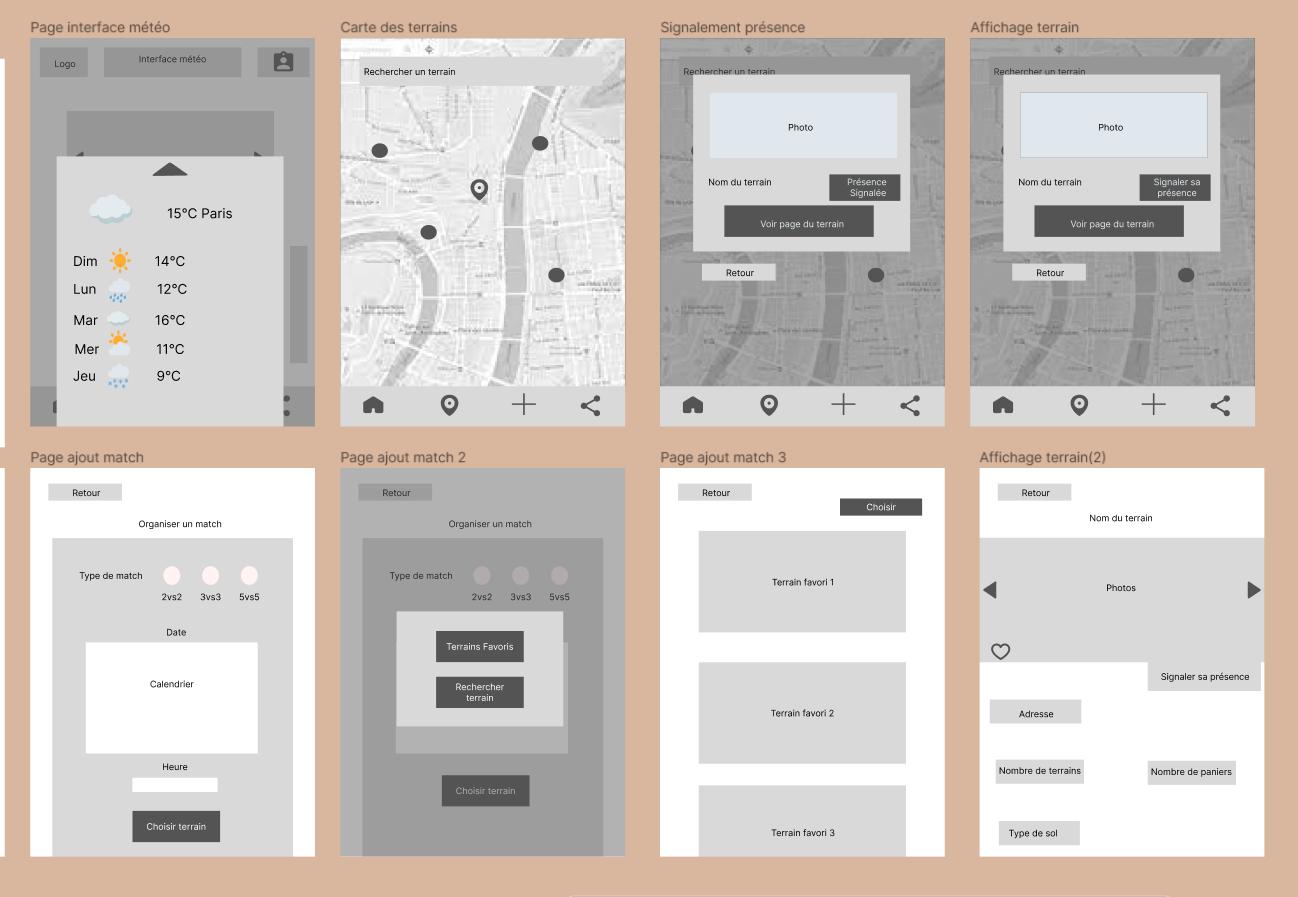 Page interface météo
Logo
Interface météo
15°C Paris
Dim 14°C
Lun 12°C
Mar 16°C
Mer 11°C
Jeu 9°C
Carte des terrains
Rechercher un terrain
Signalement présence
Rechercher un terrain
Photo
Nom du terrain
Présence
Signalée
Voir page du terrain
Retour
Affichage terrain
Rechercher un terrain
Photo
Nom du terrain
Signaler sa
présence
Voir page du terrain
Retour
Page ajout match
Retour
Organiser un match
Type de match
2vs2 3vs3 5vs5
Date
Calendrier
Heure
Choisir terrain
Page ajout match 2
Retour
Organiser un match
Type de match
2vs2 3vs3 5vs5
Terrains Favoris
Rechercher
terrain
Choisir terrain
Page ajout match 3
Retour
Choisir
Terrain favori 1
Terrain favori 2
Terrain favori 3
Affichage terrain(2)
Retour
Nom du terrain
Photos
Signaler sa présence
Adresse
Nombre de terrains
Nombre de paniers
Type de sol